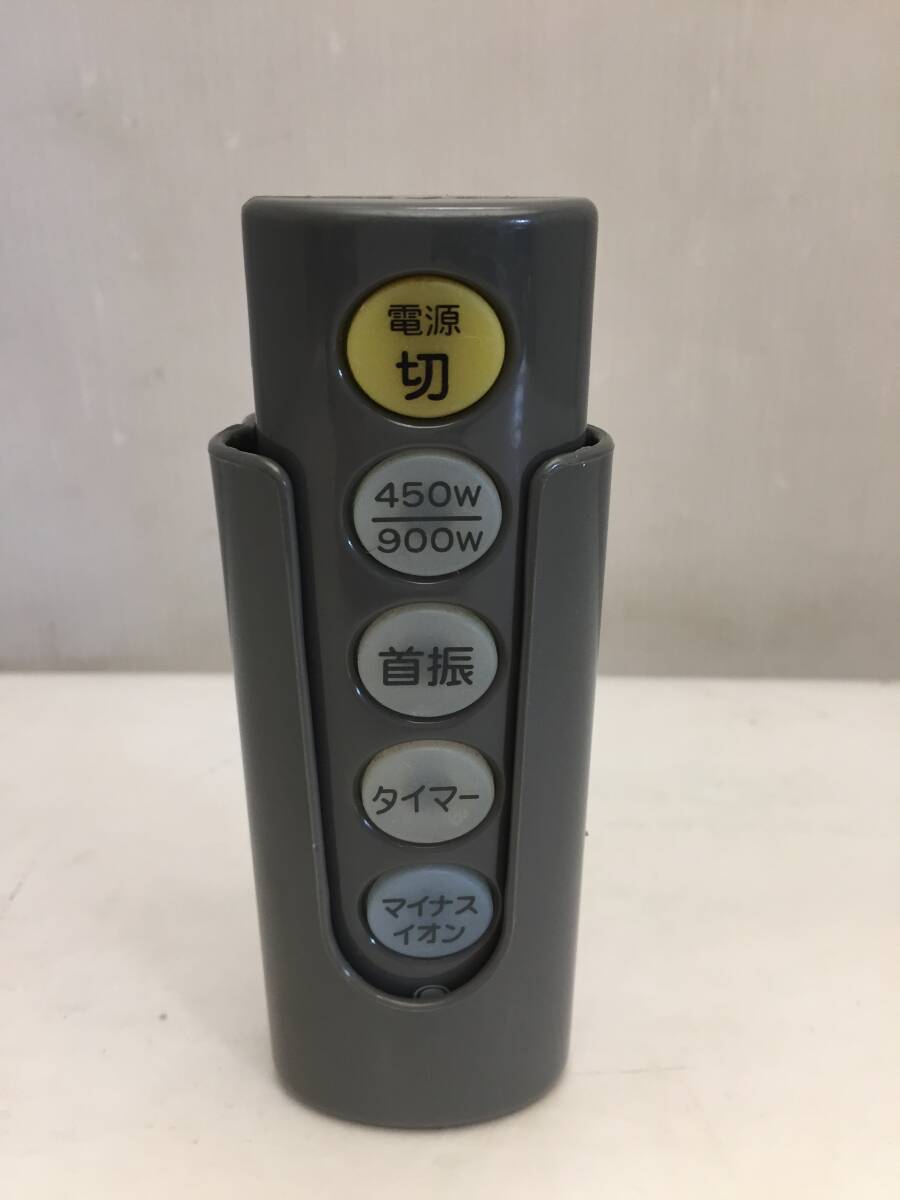 電源
切
450W
900W
首振
タイマー
マイナス
イオン